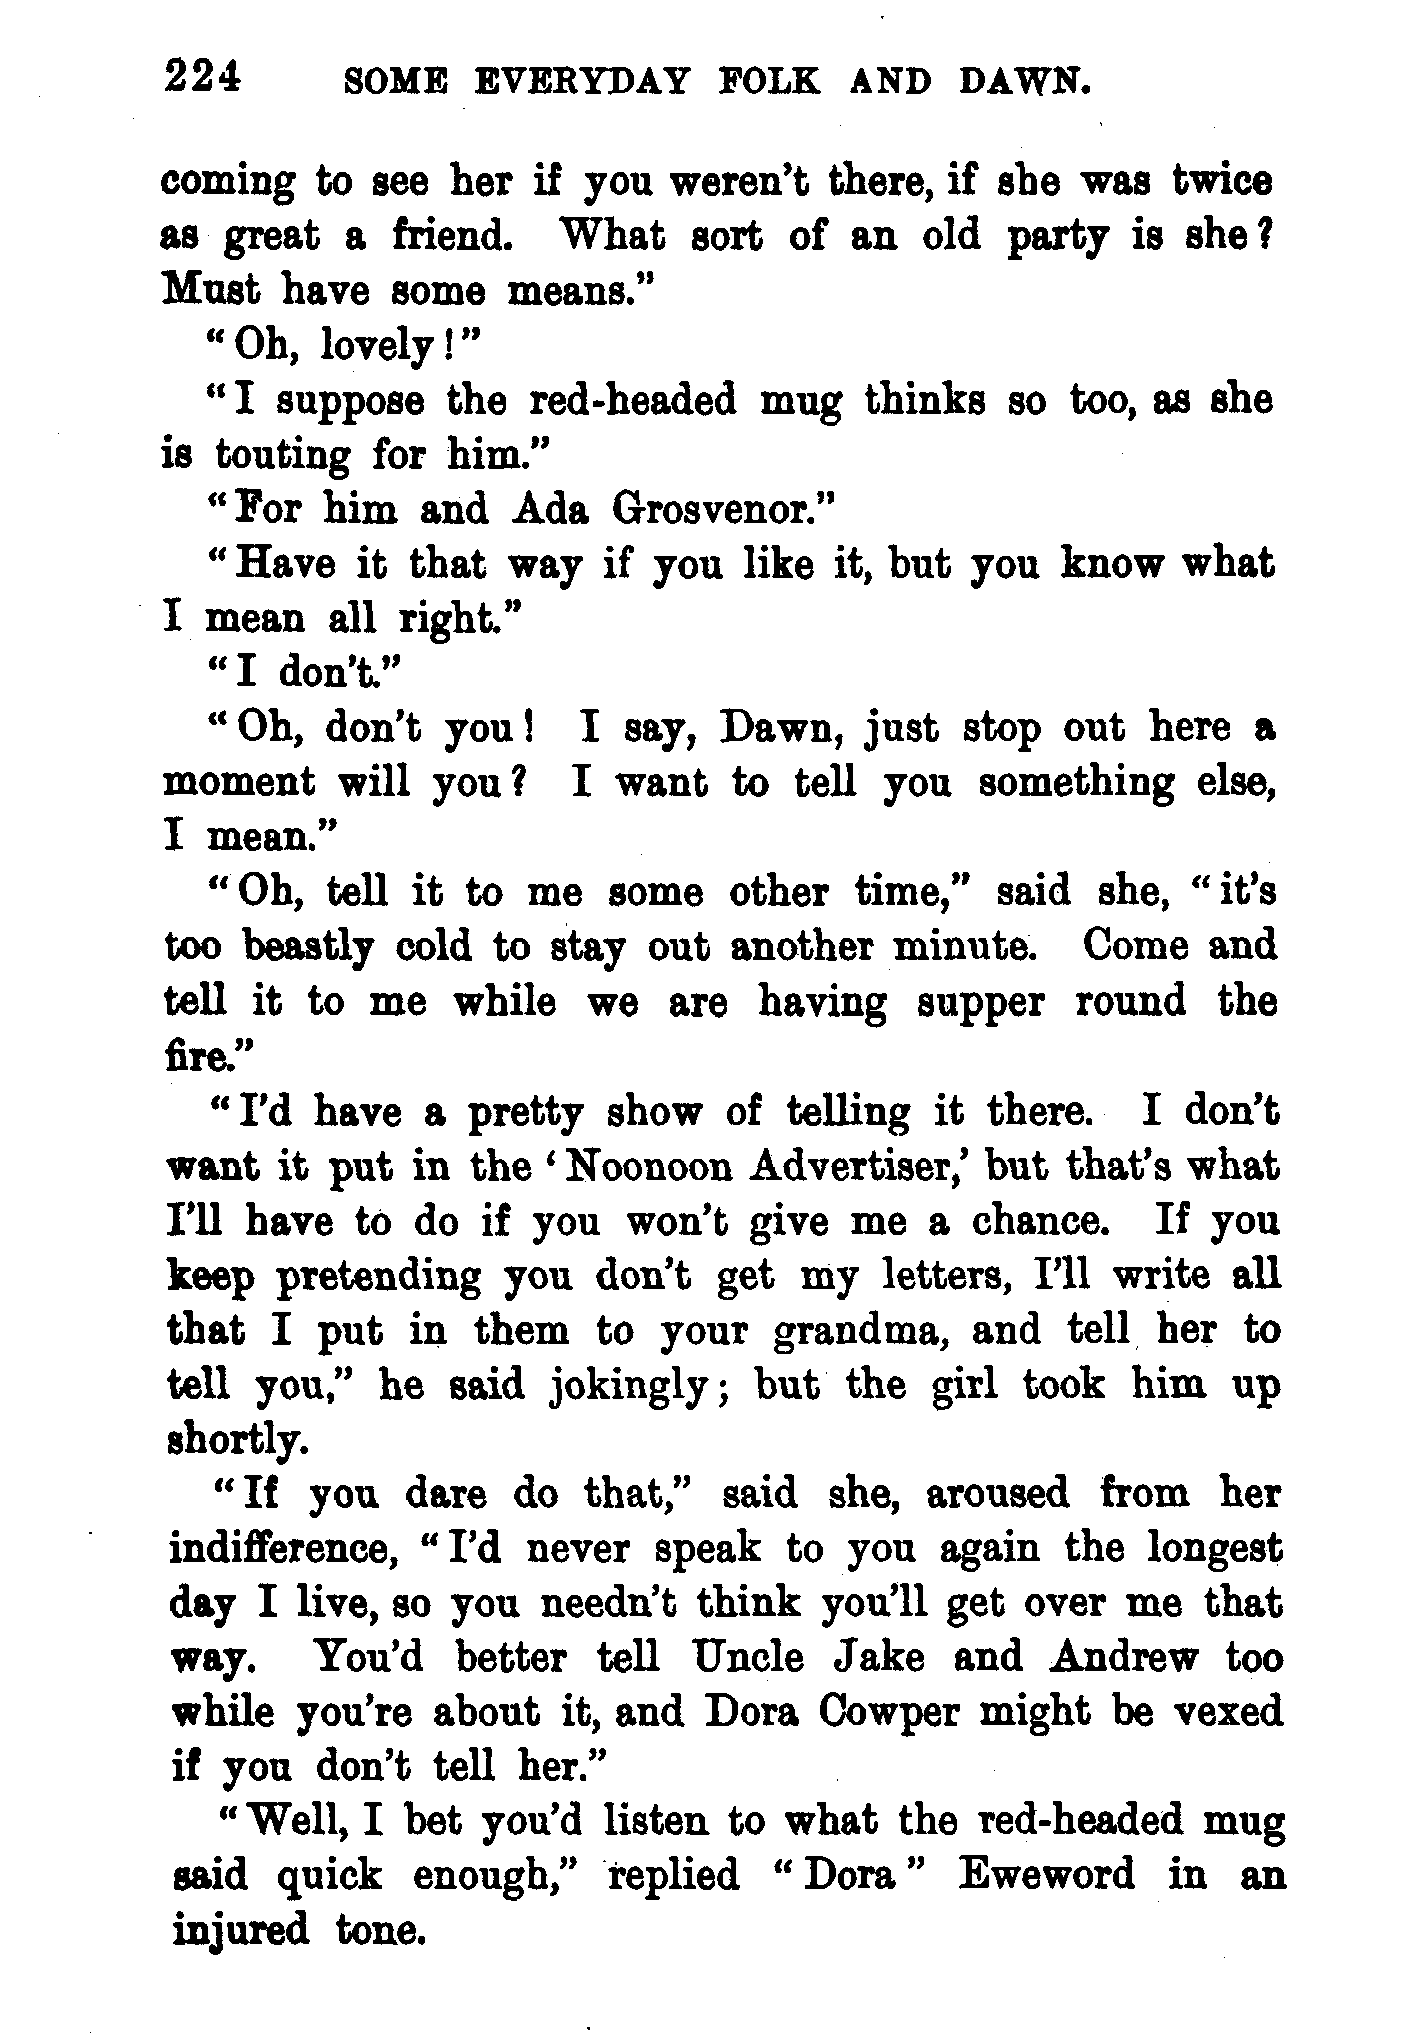 224 SOME EVERYDAY FOLK AND DAWN.
coming to see her if you weren't there, if she was twice
as great a friend. What sort of an old party is she?
Must have some means."
"Oh, lovely!"
"I suppose the red-headed mug thinks so too, as she
is touting for him."
"For him and Ada Grosvenor."
"Have it that way if you like it, but you know what
I mean all right."
"I don't."
"Oh, don't you! I say, Dawn, just stop out here a
moment will you? I want to tell you something else,
I mean."
"Oh, tell it to me some other time," said she, "it's
too beastly cold to stay out another minute. Come and
tell it to me while we are having supper round the
fire."
"I'd have a pretty show of telling it there. I don't
want it put in the 'Noonoon Advertiser,' but that's what
I'll have to do if you won't give me a chance. If you
keep pretending you don't get my letters, I'll write all
that I put in them to your grandma, and tell her to
tell you," he said jokingly; but the girl took him up
shortly.
"If you dare do that," said she, aroused from her
indifference, "I'd never speak to you again the longest
day I live, so you needn't think you'll get over me that
way. You'd better tell Uncle Jake and Andrew too
while you're about it, and Dora Cowper might be vexed
if you don't tell her."
"Well, I bet you'd listen to what the red-headed mug
said quick enough," replied "Dora" Eweword in an
injured tone.